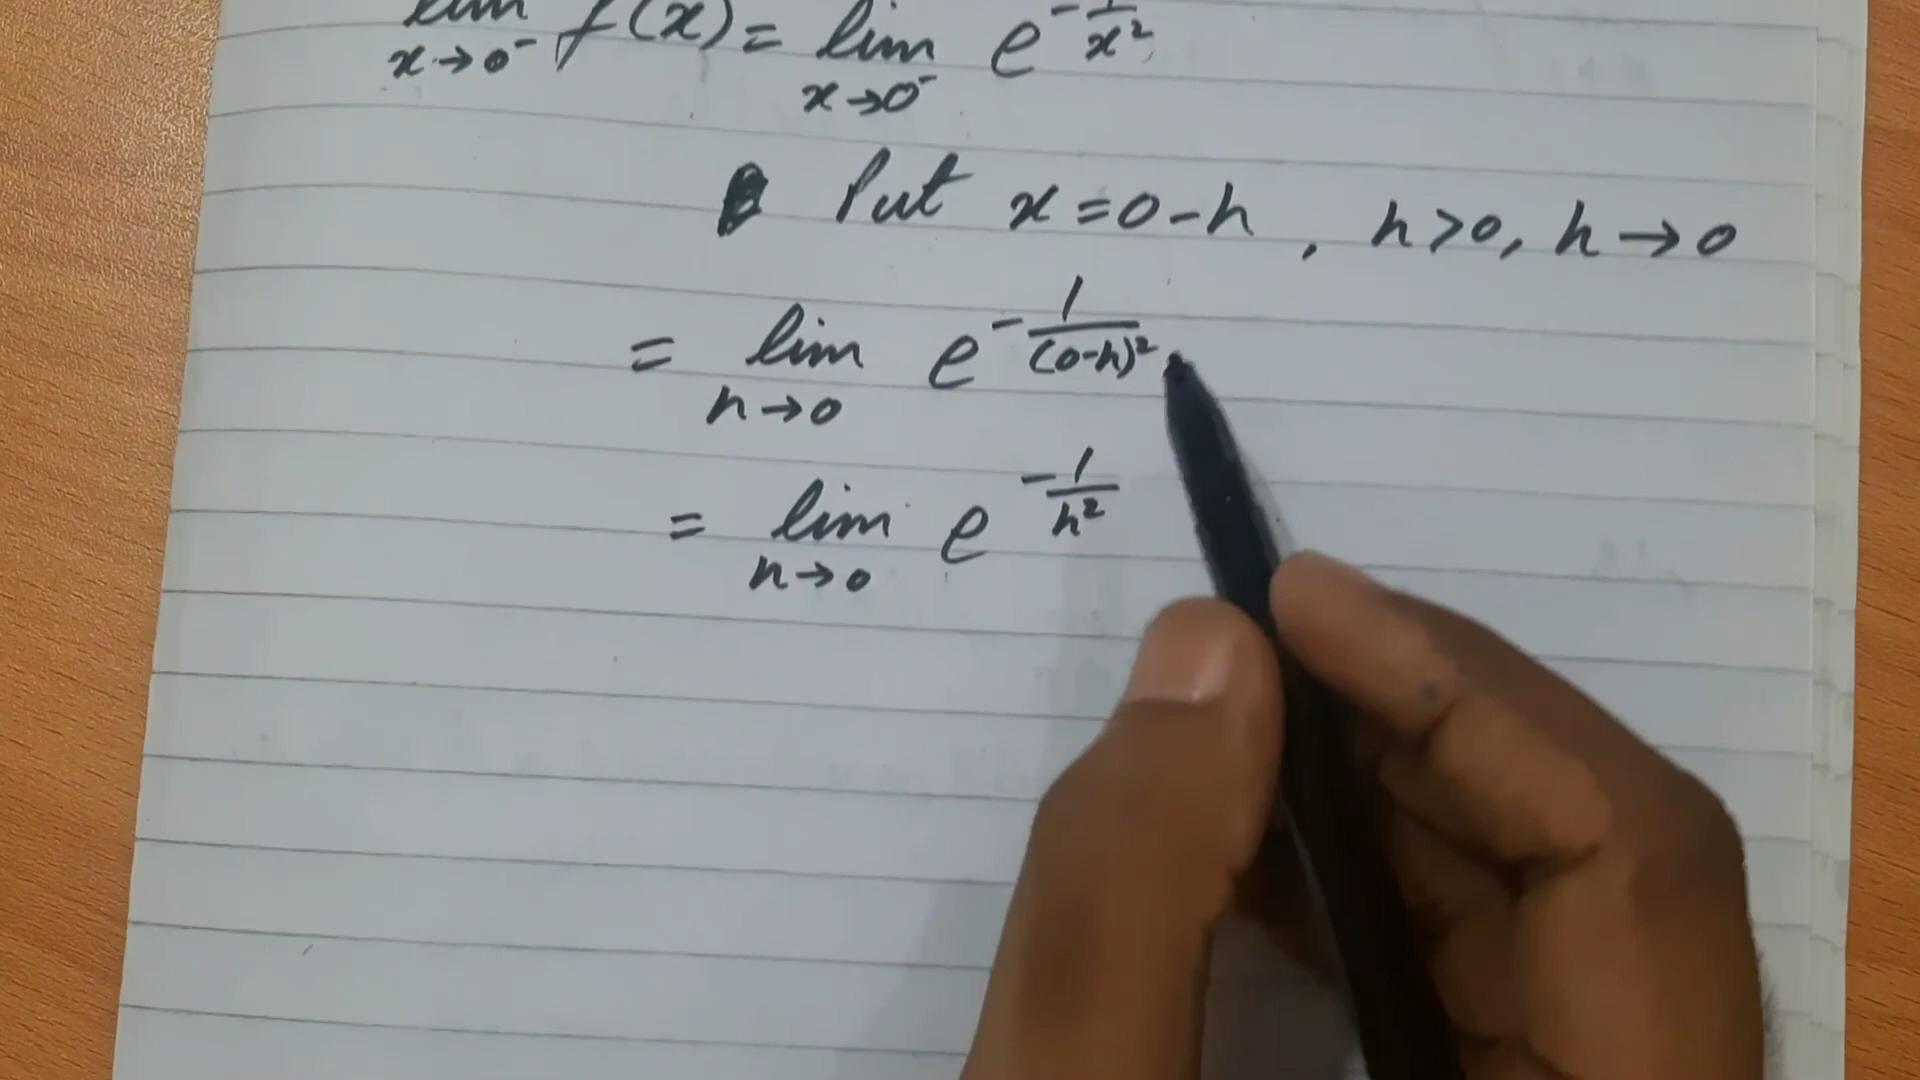 lim x→0⁻ f(x) = lim x→0⁻ e^(-1/x²)
Put x = 0-h, h>0, h→0
= lim h→0 e^(-1/(0-h)²)
= lim h→0 e^(-1/h²)